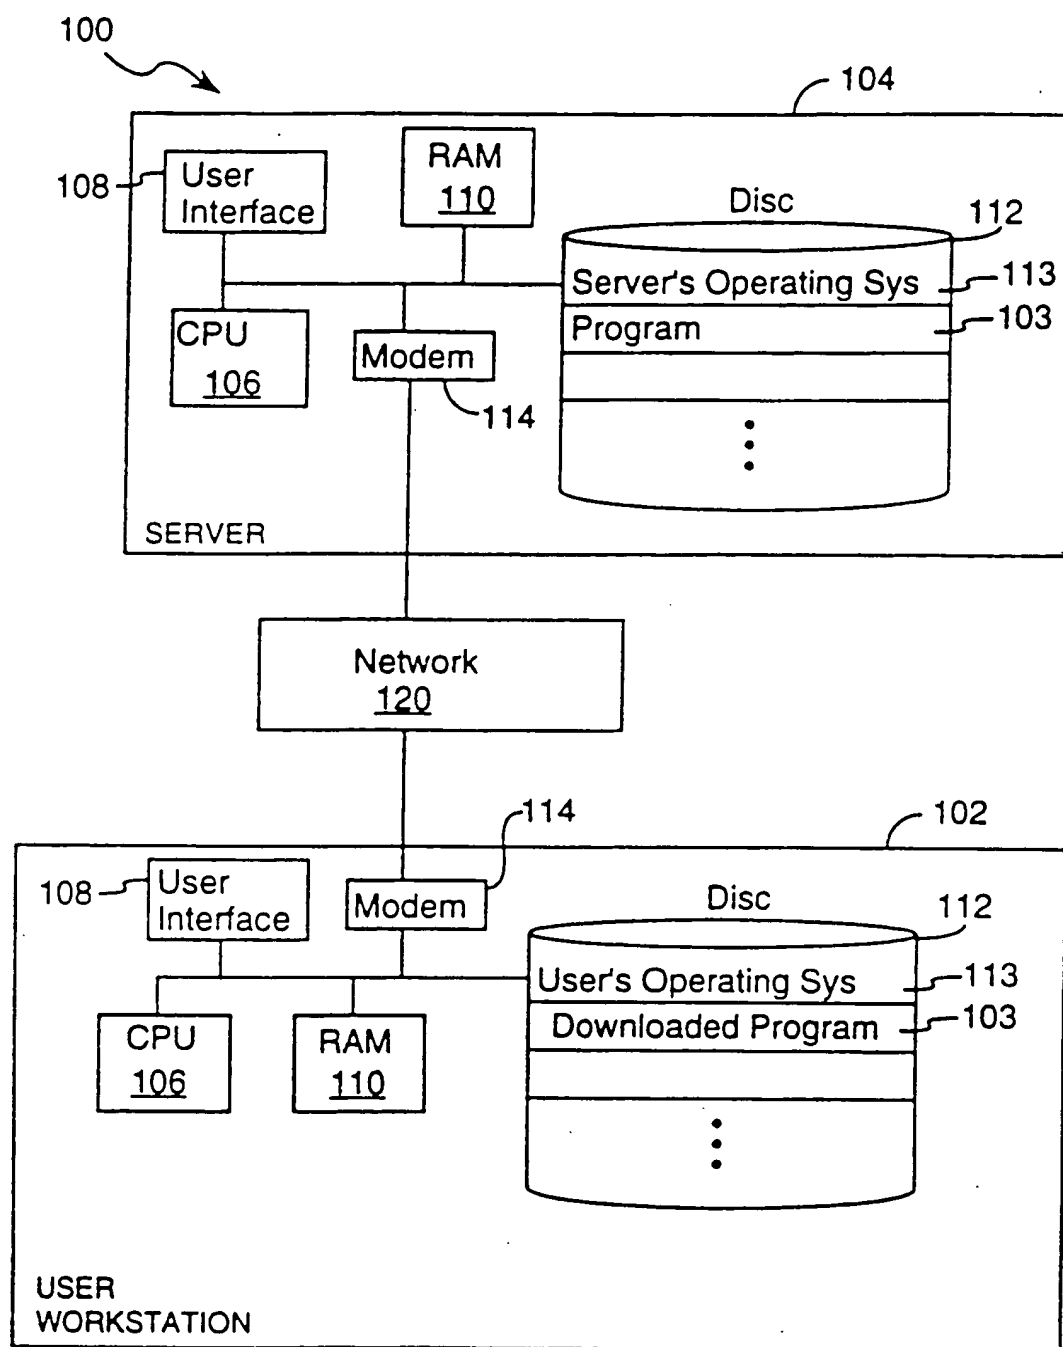 100
104
108
User
Interface
RAM
110
Disc
112
Server's Operating Sys
113
Program
103
CPU
106
Modem
114
SERVER
Network
120
114
102
108
User
Interface
Modem
Disc
112
User's Operating Sys
113
Downloaded Program
103
CPU
106
RAM
110
USER
WORKSTATION